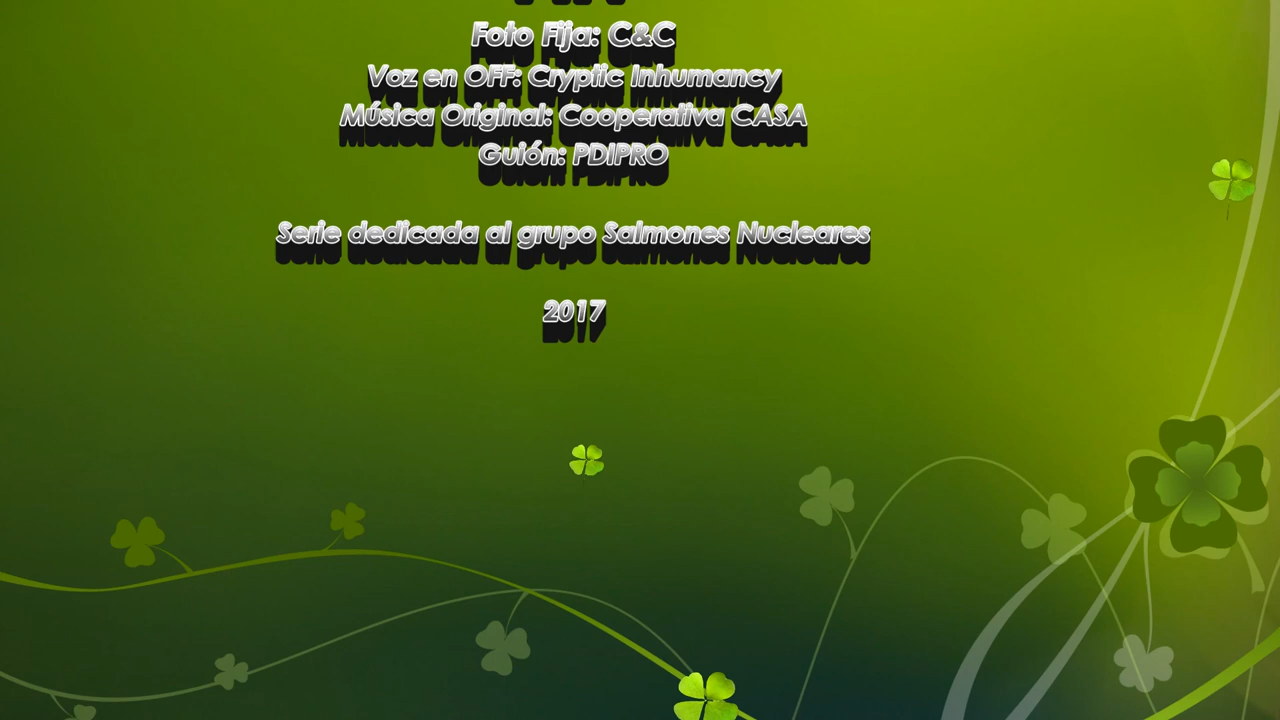 Foto Fija: C&C
Voz en OFF: Cryptic Inhumancy
Música Original: Cooperativa CASA
Guión: PDIPRO
Serie dedicada al grupo Salmones Nucleares
2017